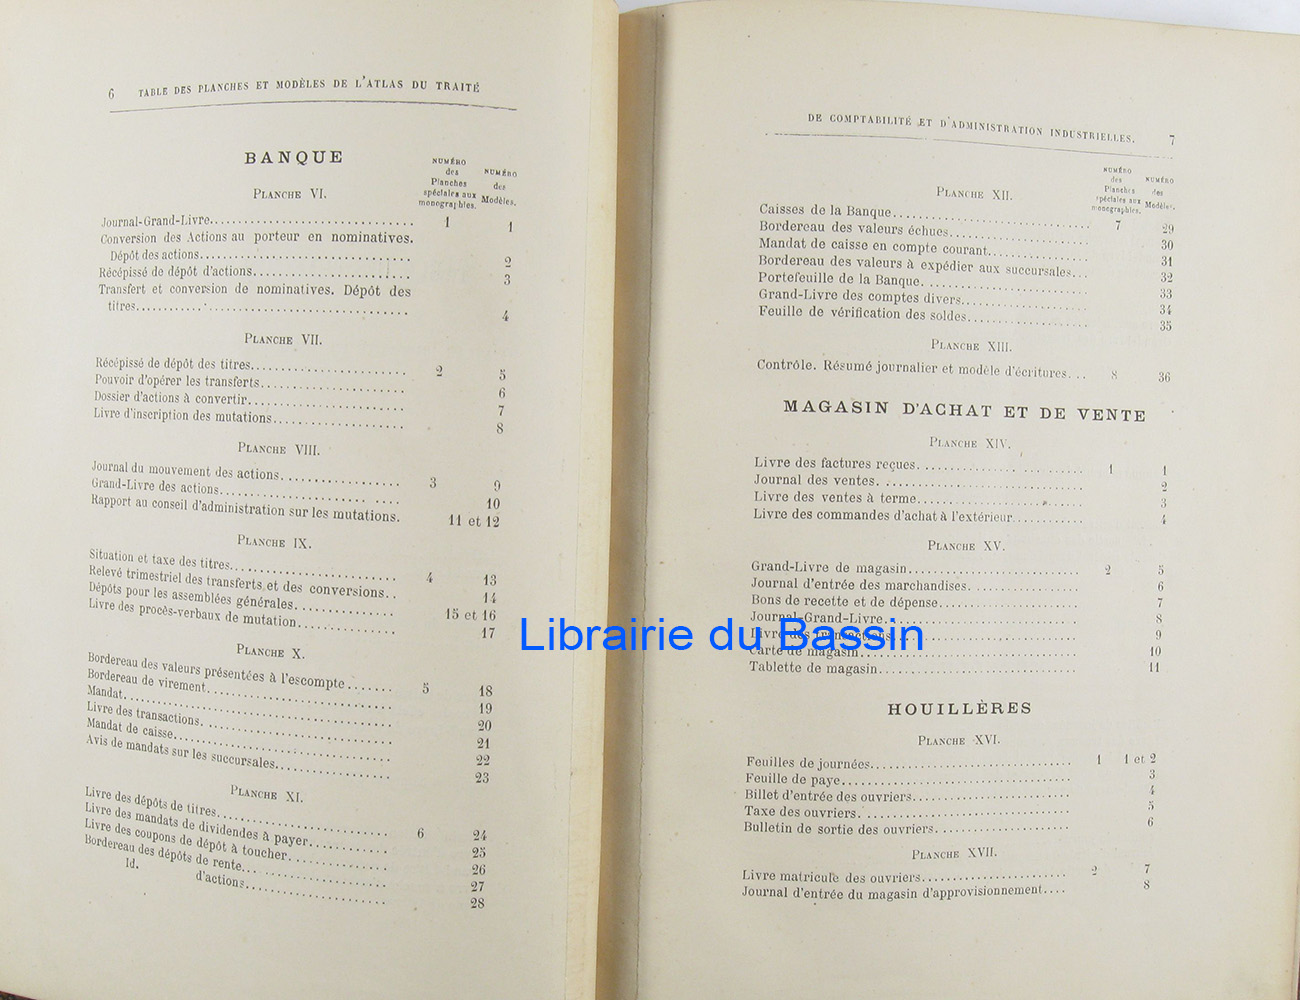 6 TABLE DES PLANCHES ET MODÈLES DE L'ATLAS DU TRAITÉ
BANQUE
NUMÉRO des Planches spéciales aux monographies.
NUMÉRO des Modèles.
PLANCHE VI.
Journal-Grand-Livre. 1 1
Conversion des Actions au porteur en nominatives.
Dépôt des actions. 2
Récépissé de dépôt d'actions. 3
Transfert et conversion de nominatives. Dépôt des
titres. 4
PLANCHE VII.
Récépissé de dépôt des titres. 2 5
Pouvoir d'opérer les transferts. 6
Dossier d'actions à convertir. 7
Livre d'inscription des mutations. 8
PLANCHE VIII.
Journal du mouvement des actions. 3 9
Grand-Livre des actions. 10
Rapport au conseil d'administration sur les mutations. 11 et 12
PLANCHE IX.
Situation et taxe des titres. 4 13
Relevé trimestriel des transferts et des conversions. 14
Dépôts pour les assemblées générales. 15 et 16
Livre des procès-verbaux de mutation. 17
PLANCHE X.
Bordereau des valeurs présentées à l'escompte. 5 18
Bordereau de virement. 19
Mandat. 20
Livre des transactions. 21
Mandat de caisse. 22
Avis de mandats sur les succursales. 23
PLANCHE XI.
Livre des dépôts de titres. 6 24
Livre des mandats de dividendes à payer. 25
Livre des coupons de dépôt à toucher. 26
Bordereau des dépôts de rente. 27
Id. d'actions. 28
DE COMPTABILITÉ ET D'ADMINISTRATION INDUSTRIELLES. 7
NUMÉRO des Planches spéciales aux monographies.
NUMÉRO des Modèles.
PLANCHE XII.
Caisses de la Banque. 7 29
Bordereau des valeurs échues. 30
Mandat de caisse en compte courant. 31
Bordereau des valeurs à expédier aux succursales. 32
Portefeuille de la Banque. 33
Grand-Livre des comptes divers. 34
Feuille de vérification des soldes. 35
PLANCHE XIII.
Contrôle. Résumé journalier et modèle d'écritures. 8 36
MAGASIN D'ACHAT ET DE VENTE
PLANCHE XIV.
Livre des factures reçues. 1 1
Journal des ventes. 2
Livre des ventes à terme. 3
Livre des commandes d'achat à l'extérieur. 4
PLANCHE XV.
Grand-Livre de magasin. 2 5
Journal d'entrée des marchandises. 6
Bons de recette et de dépense. 7
Journal-Grand-Livre. 8
Livre des transactions. 9
Carte de magasin. 10
Tablette de magasin. 11
Librairie du Bassin
HOUILLÈRES
PLANCHE XVI.
Feuilles de journées. 1 1 et 2
Feuille de paye. 3
Billet d'entrée des ouvriers. 4
Taxe des ouvriers. 5
Bulletin de sortie des ouvriers. 6
PLANCHE XVII.
Livre matricule des ouvriers. 2 7
Journal d'entrée du magasin d'approvisionnement. 8